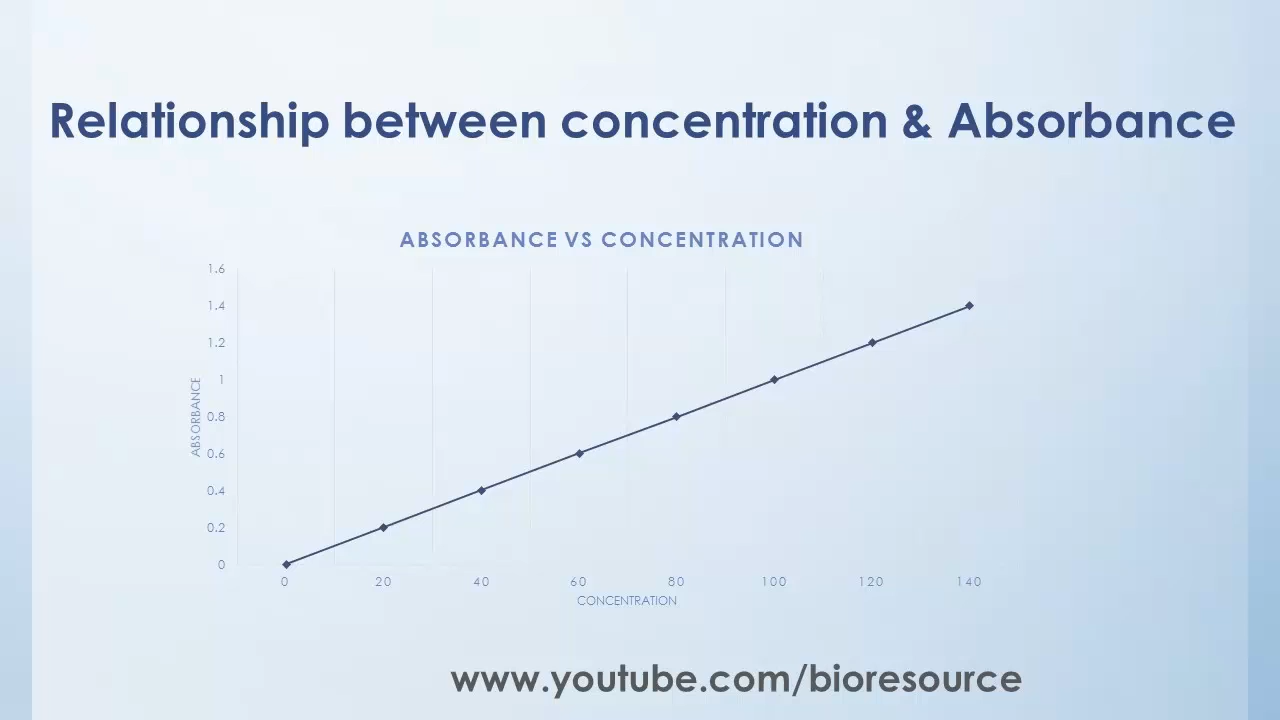 Relationship between concentration & Absorbance
ABSORBANCE VS CONCENTRATION
1.6
1.4
1.2
1
0.8
0.6
0.4
0.2
0
ABSORBANCE
0 20 40 60 80 100 120 140
CONCENTRATION
www.youtube.com/bioresource